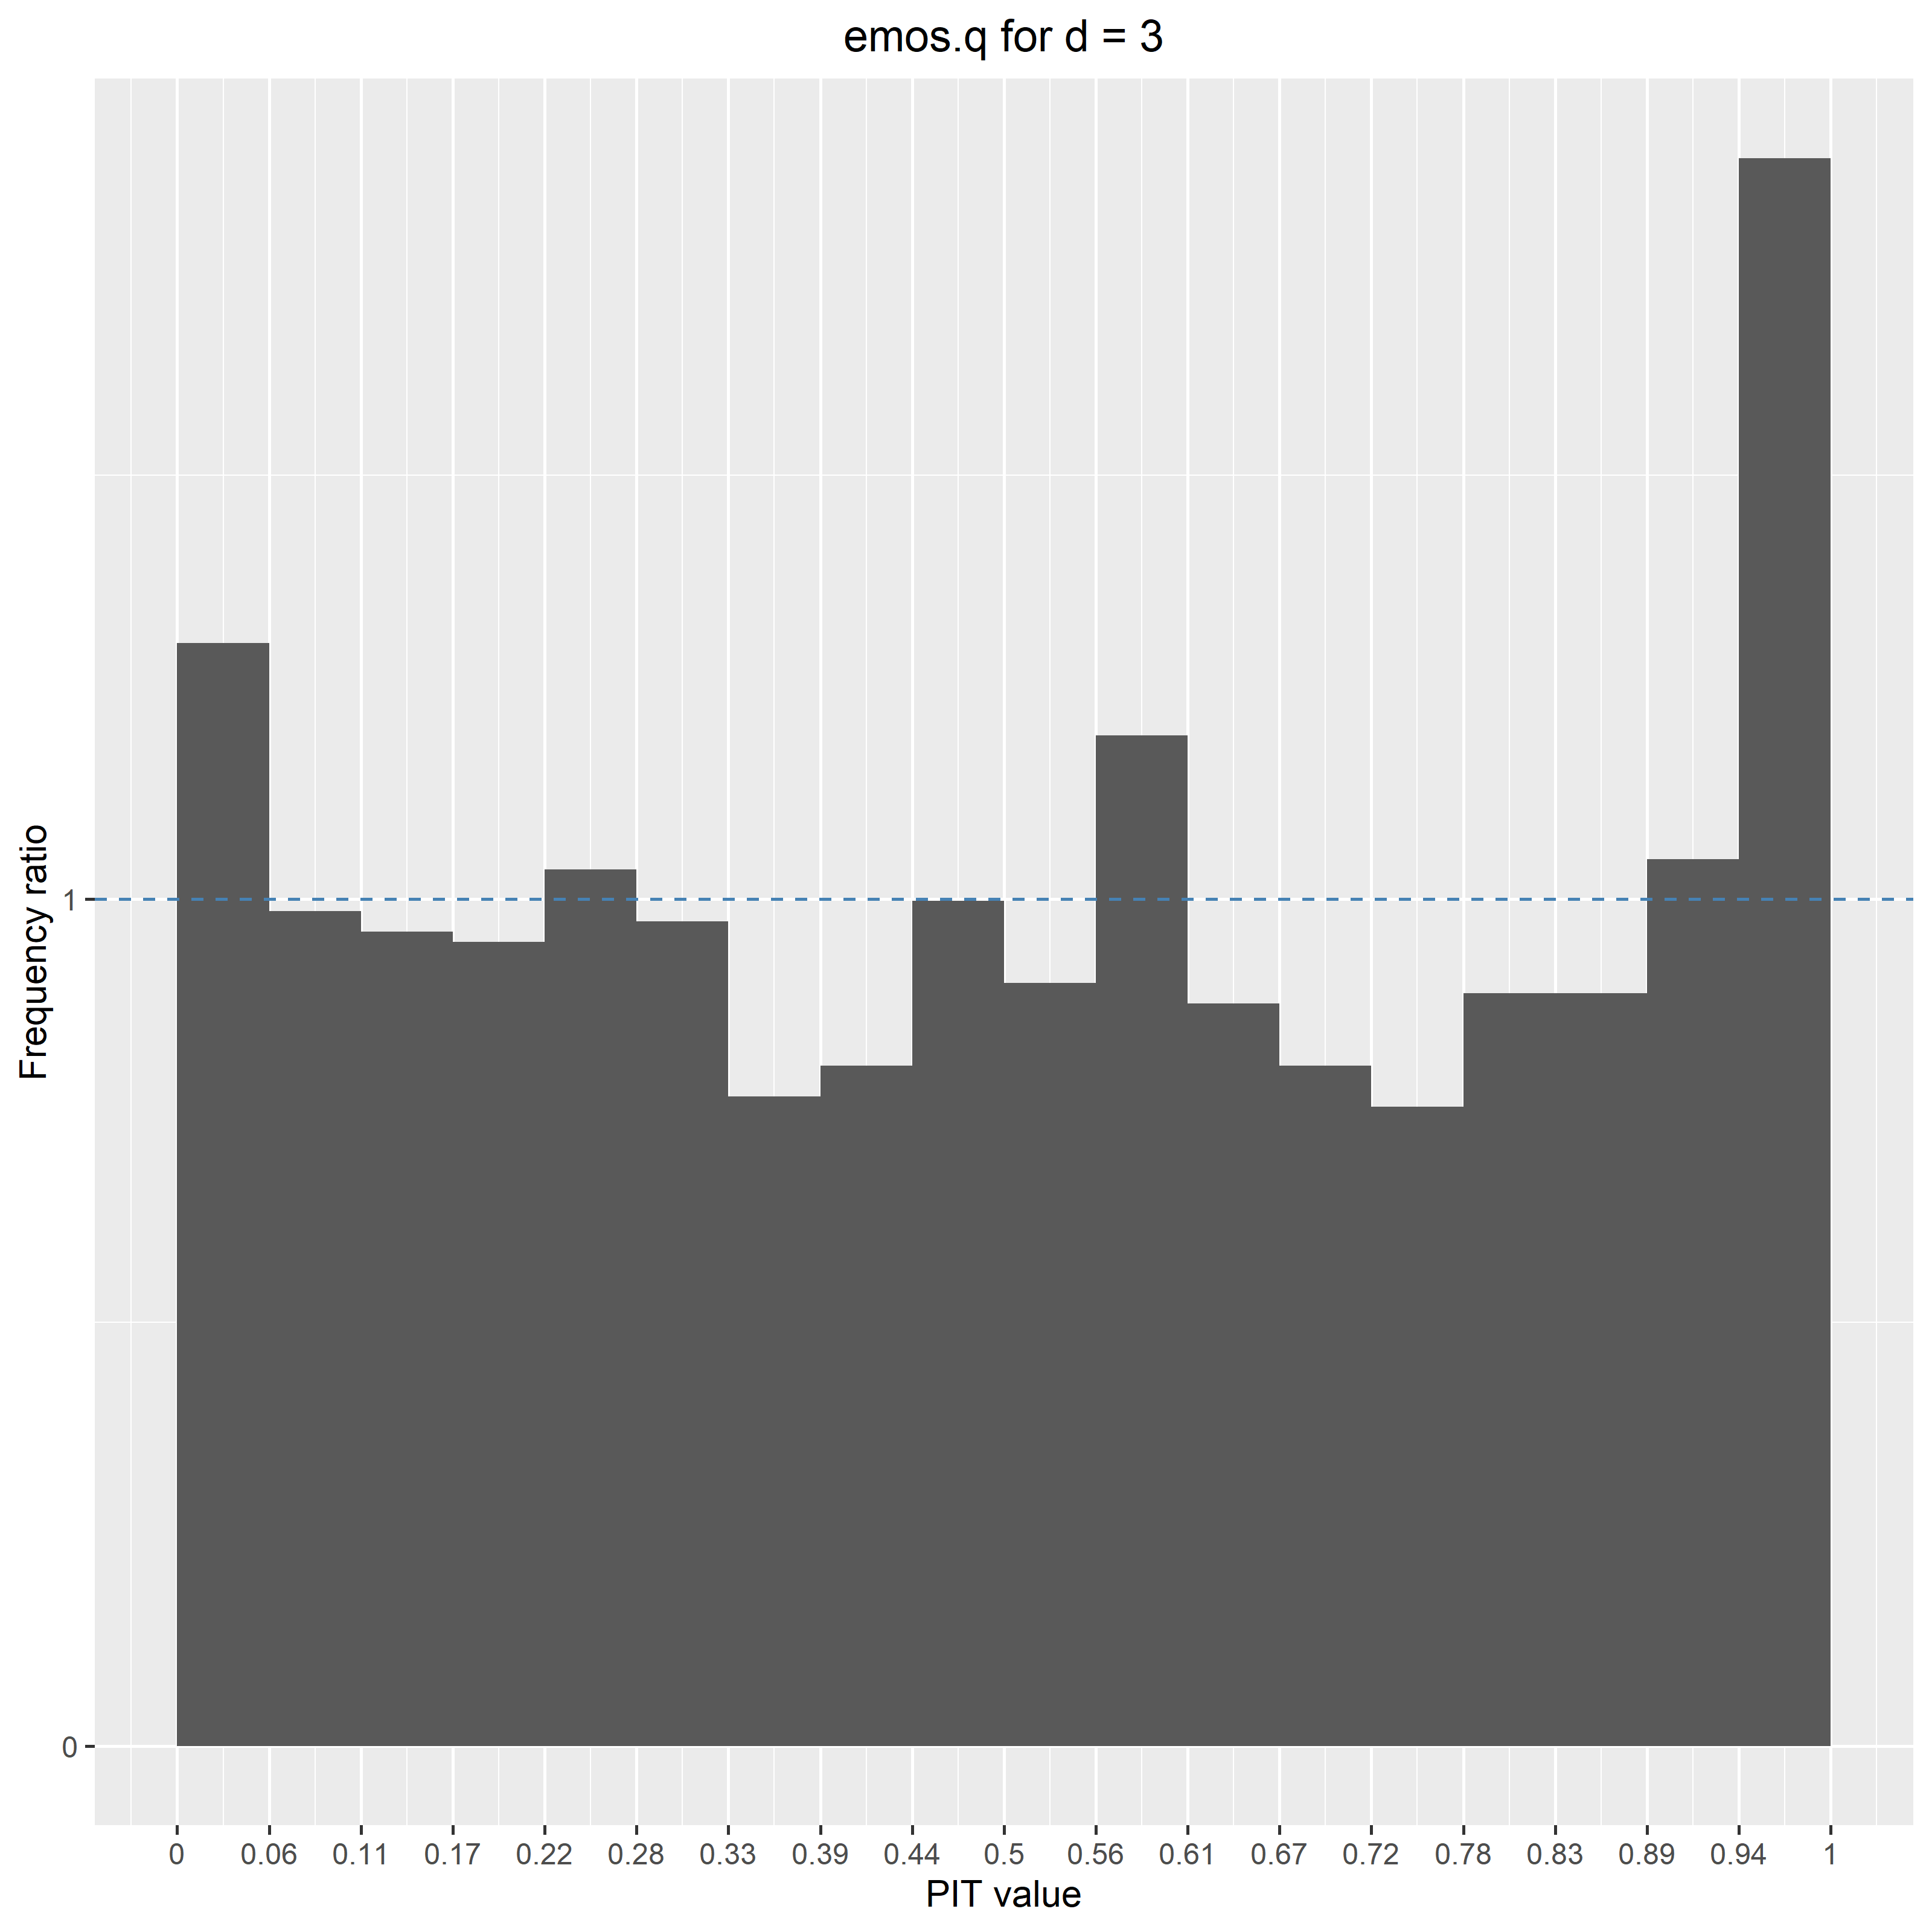 emos.q for d = 3
Frequency ratio
1
0
0 0.06 0.11 0.17 0.22 0.28 0.33 0.39 0.44 0.5 0.56 0.61 0.67 0.72 0.78 0.83 0.89 0.94 1
PIT value